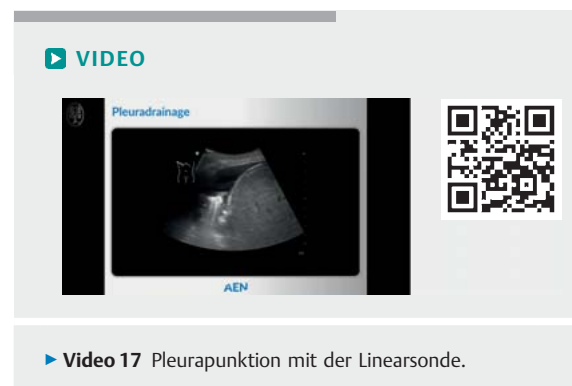 VIDEO
Pleuradrainage
AEN
Video 17 Pleurapunktion mit der Linearsonde.